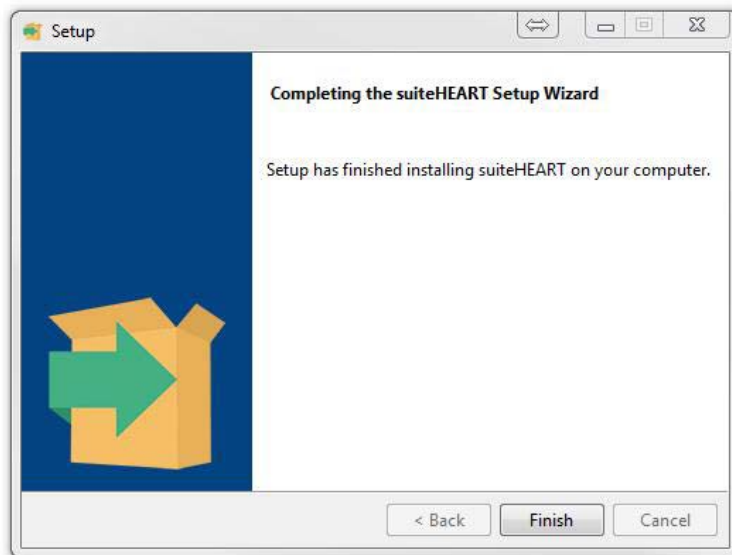 Setup
Completing the suiteHEART Setup Wizard
Setup has finished installing suiteHEART on your computer.
< Back
Finish
Cancel